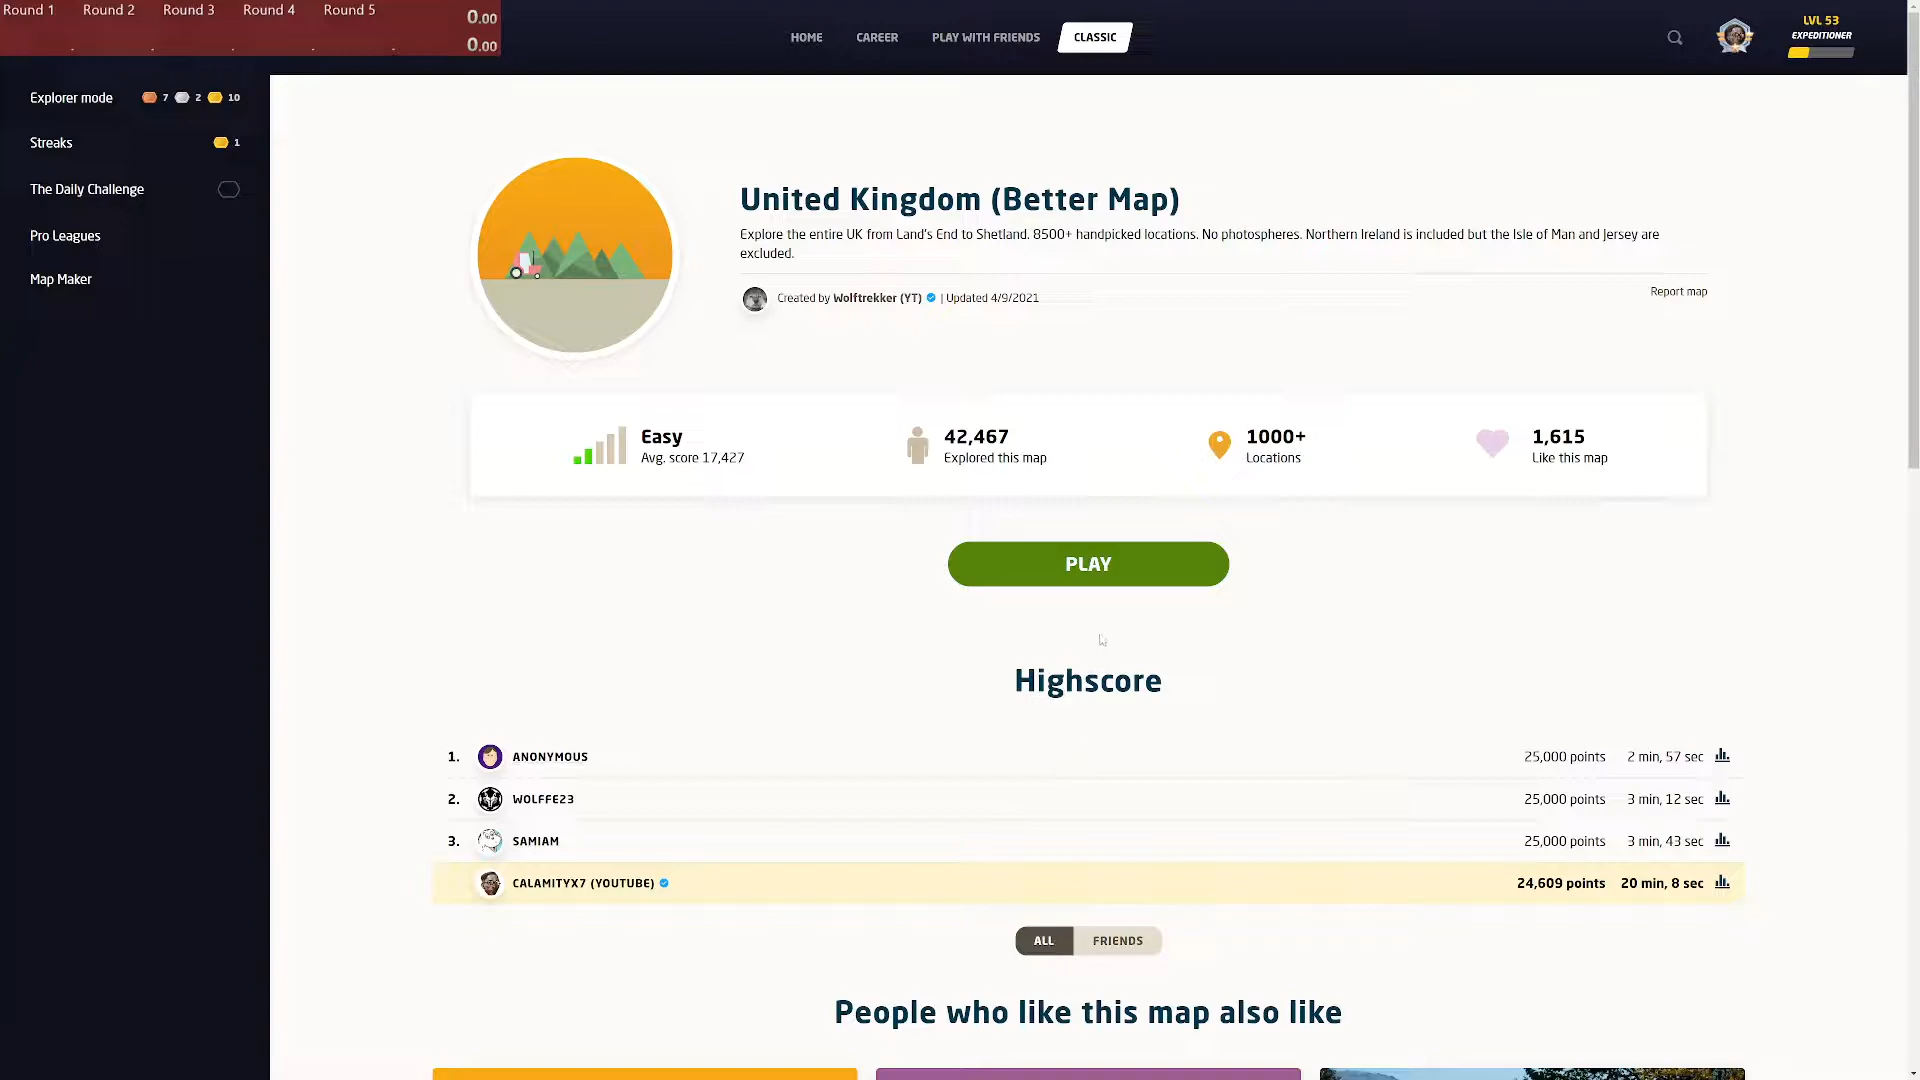 Round 1 Round 2 Round 3 Round 4 Round 5 0.00
. . . . . 0.00
HOME CAREER PLAY WITH FRIENDS CLASSIC
LVL 53
EXPEDITIONER
Explorer mode 7 2 10
Streaks 1
The Daily Challenge
Pro Leagues
Map Maker
United Kingdom (Better Map)
Explore the entire UK from Land's End to Shetland. 8500+ handpicked locations. No photospheres. Northern Ireland is included but the Isle of Man and Jersey are
excluded.
Created by Wolftrekker (YT) | Updated 4/9/2021
Report map
Easy
Avg. score 17,427
42,467
Explored this map
1000+
Locations
1,615
Like this map
PLAY
Highscore
1. ANONYMOUS 25,000 points 2 min, 57 sec
2. WOLFFE23 25,000 points 3 min, 12 sec
3. SAMIAM 25,000 points 3 min, 43 sec
CALAMITYX7 (YOUTUBE) 24,609 points 20 min, 8 sec
ALL FRIENDS
People who like this map also like